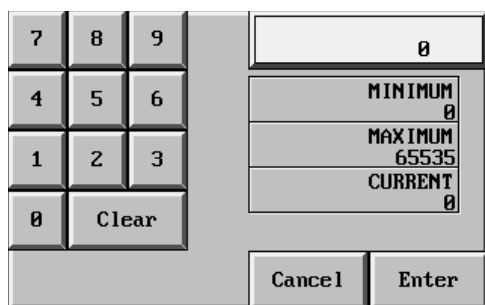 7 8 9
0
4 5 6
MINIMUM
0
1 2 3
MAXIMUM
65535
CURRENT
0
0 Clear
Cancel Enter